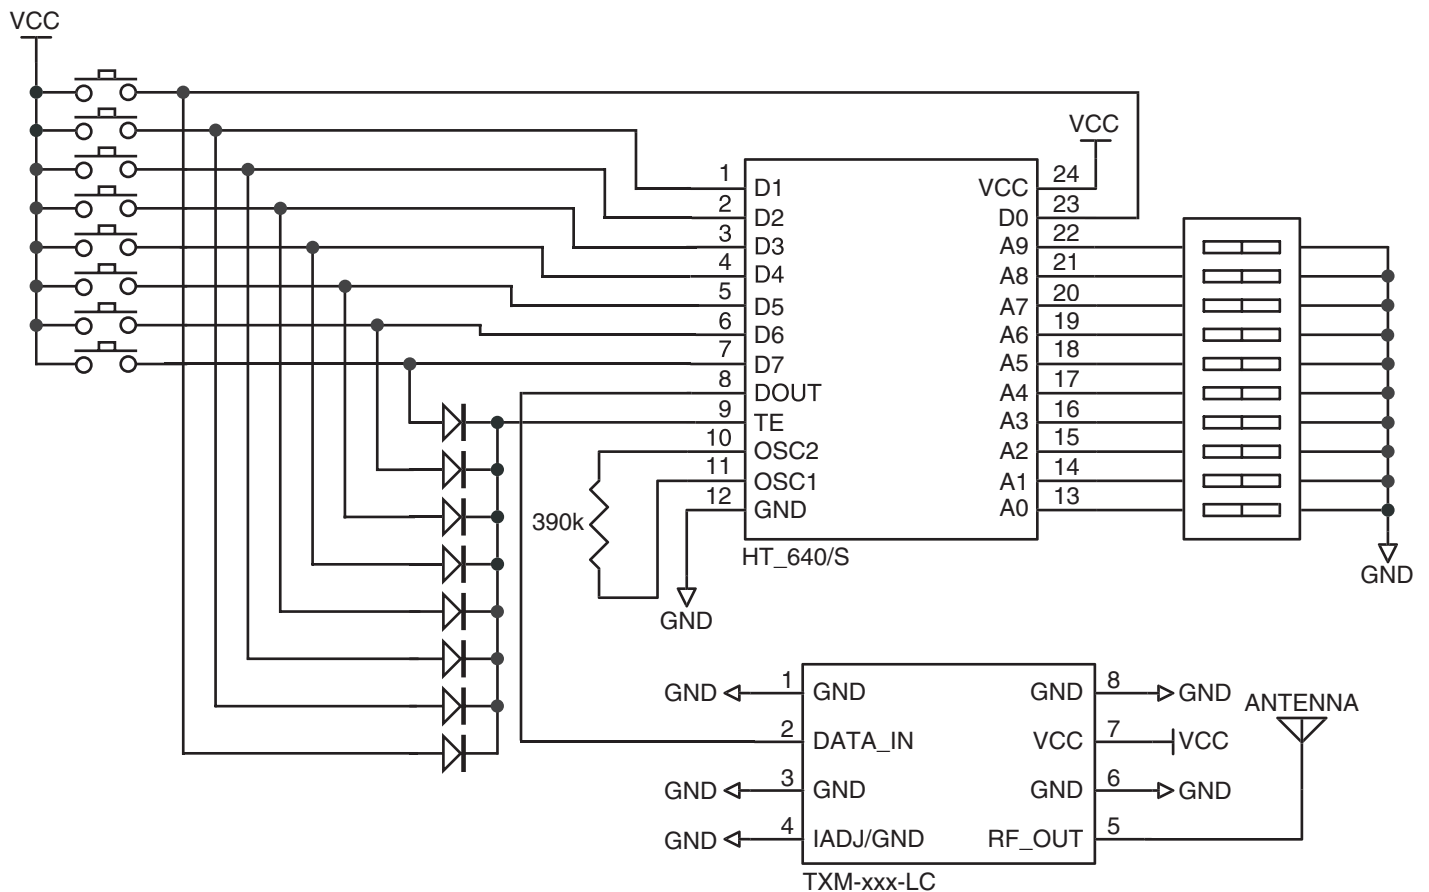 VCC
VCC
1 D1 VCC 24
2 D2 D0 23
3 D3 A9 22
4 D4 A8 21
5 D5 A7 20
6 D6 A6 19
7 D7 A5 18
8 DOUT A4 17
9 TE A3 16
10 OSC2 A2 15
11 OSC1 A1 14
12 GND A0 13
390k
HT_640/S
GND
GND
GND 1 GND GND 8 GND
ANTENNA
2 DATA_IN VCC 7 VCC
GND 3 GND GND 6 GND
GND 4 IADJ/GND RF_OUT 5
TXM-xxx-LC